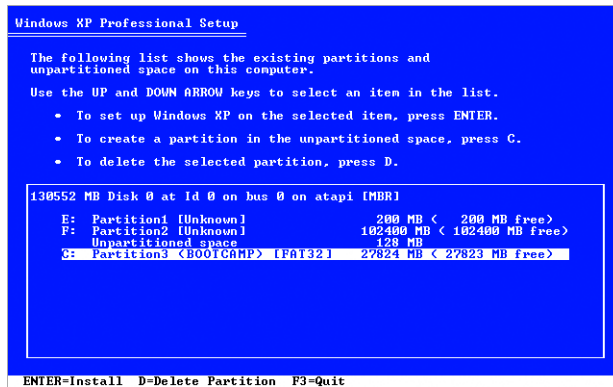 Windows XP Professional Setup
The following list shows the existing partitions and
unpartitioned space on this computer.
Use the UP and DOWN ARROW keys to select an item in the list.
• To set up Windows XP on the selected item, press ENTER.
• To create a partition in the unpartitioned space, press C.
• To delete the selected partition, press D.
130552 MB Disk 0 at Id 0 on bus 0 on atapi [MBR]
E: Partition1 [Unknown] 200 MB ( 200 MB free)
F: Partition2 [Unknown] 102400 MB ( 102400 MB free)
Unpartitioned space 128 MB
C: Partition3 (BOOTCAMP) [FAT32] 27824 MB ( 27823 MB free)
ENTER=Install D=Delete Partition F3=Quit